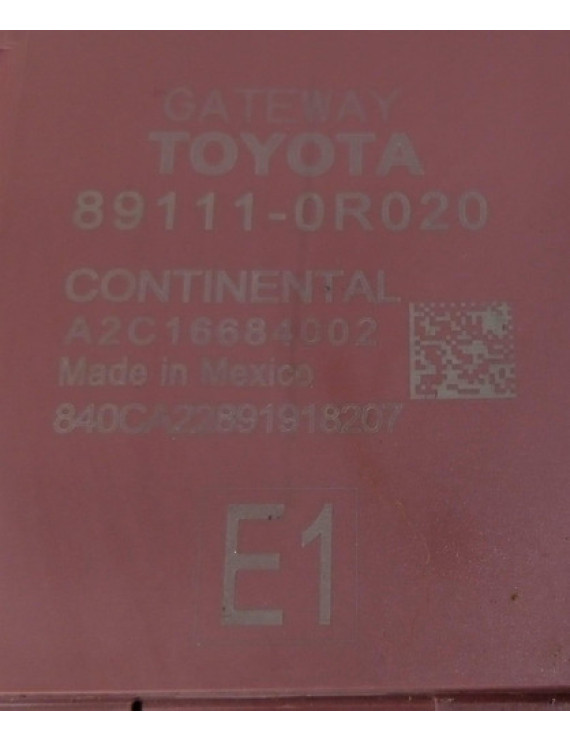 GATEWAY
TOYOTA
89111-0R020
CONTINENTAL
A2C16684002
Made in Mexico
840CA22891918207
E1